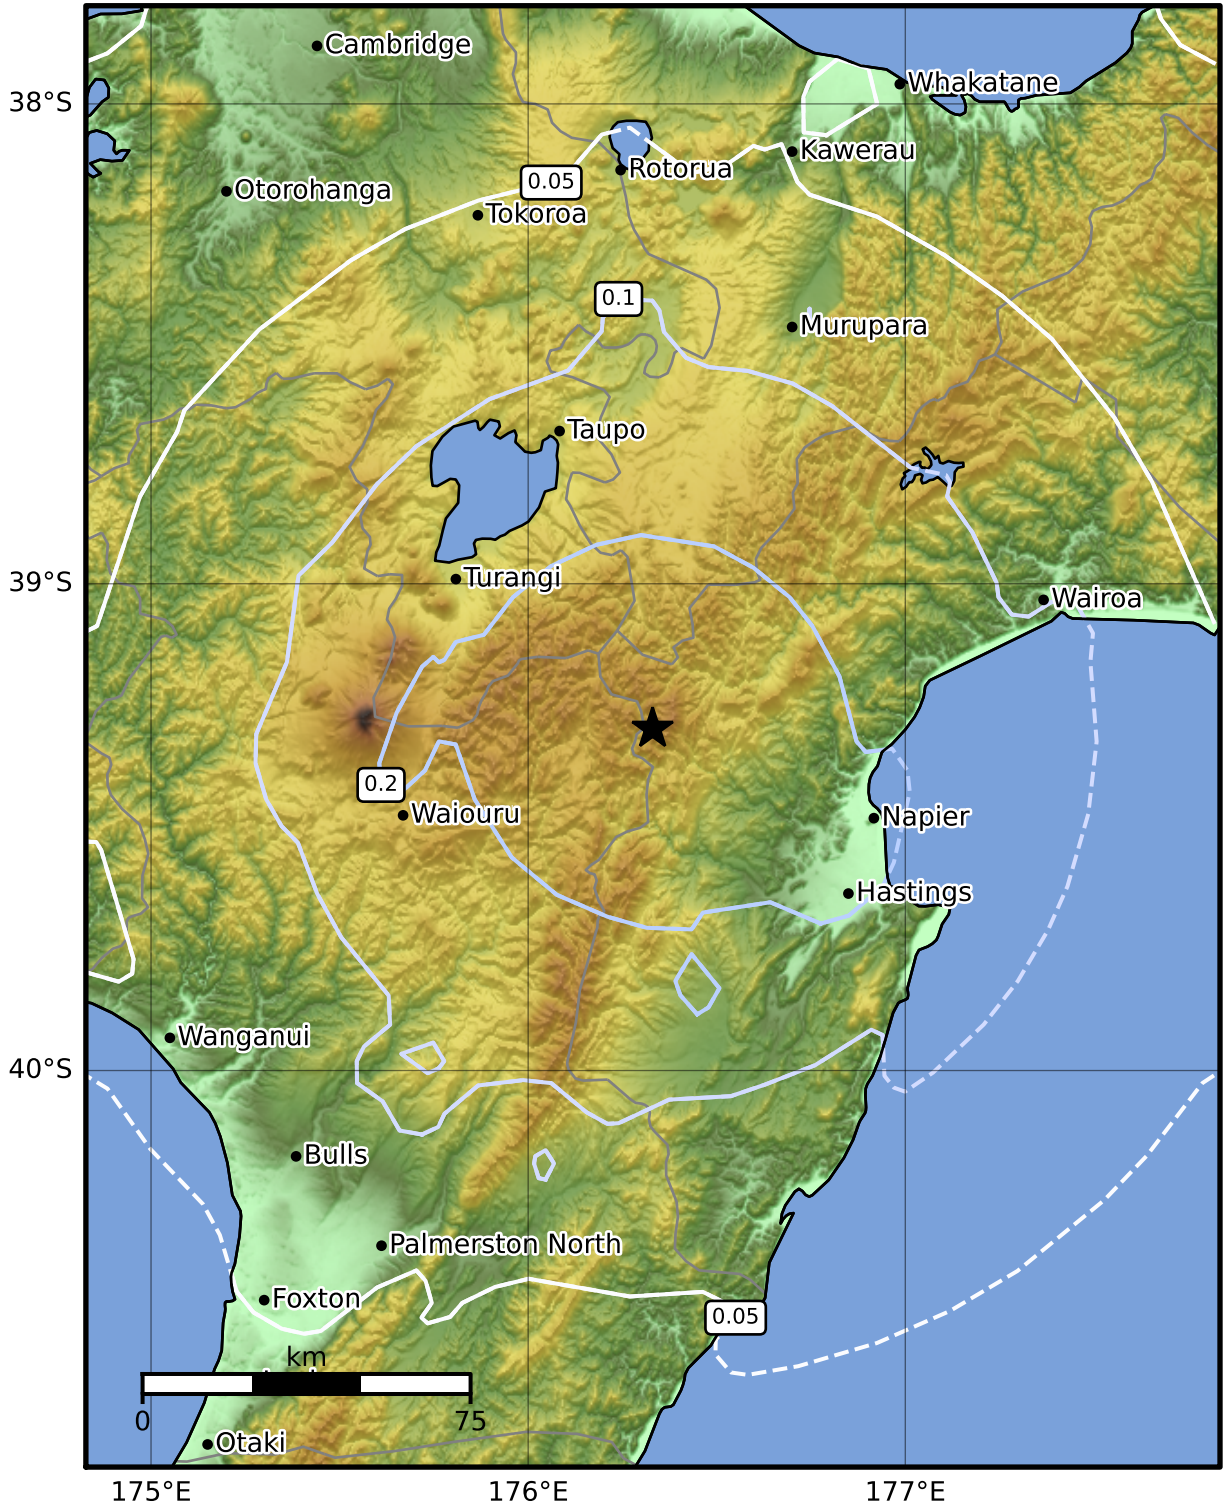 Cambridge
Whakatane
38°S
Kawerau
Rotorua
0.05
Otorohanga
Tokoroa
0.1
Murupara
Taupo
Turangi
39°S
Wairoa
0.2
Waiouru
Napier
Hastings
Wanganui
40°S
Bulls
Palmerston North
Foxton
0.05
km
0 75
Otaki
175°E 176°E 177°E